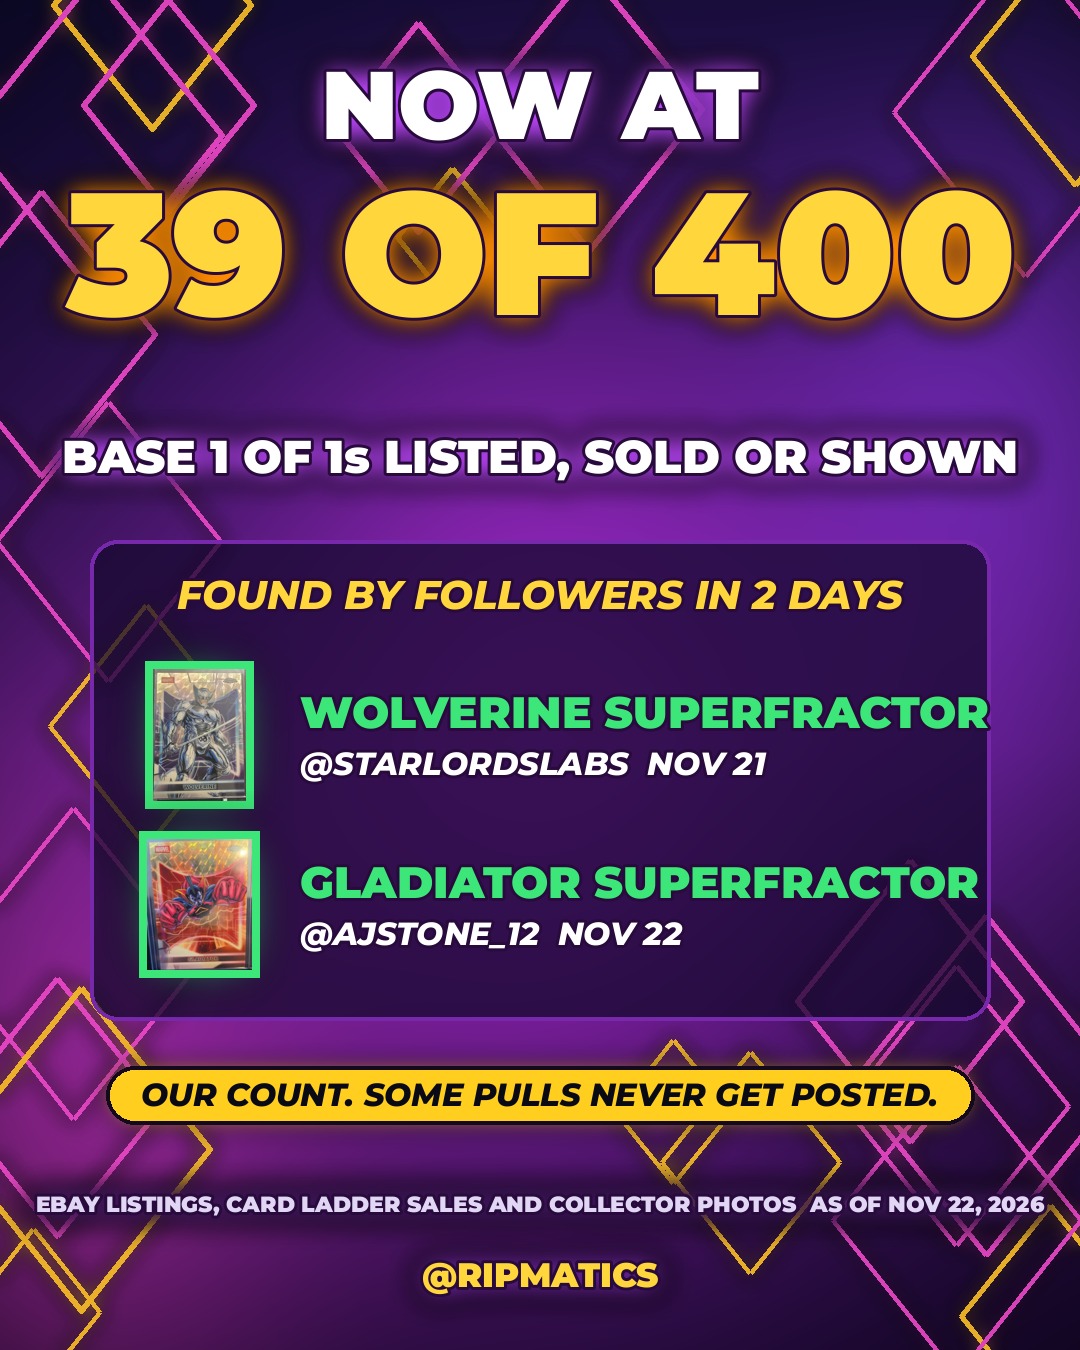 NOW AT
39 OF 400
BASE 1 OF 1s LISTED, SOLD OR SHOWN
FOUND BY FOLLOWERS IN 2 DAYS
WOLVERINE SUPERFRACTOR
@STARLORDSLABS NOV 21
WOLVERINE
GLADIATOR SUPERFRACTOR
@AJSTONE_12 NOV 22
MARVEL
OUR COUNT. SOME PULLS NEVER GET POSTED.
EBAY LISTINGS, CARD LADDER SALES AND COLLECTOR PHOTOS AS OF NOV 22, 2026
@RIPMATICS